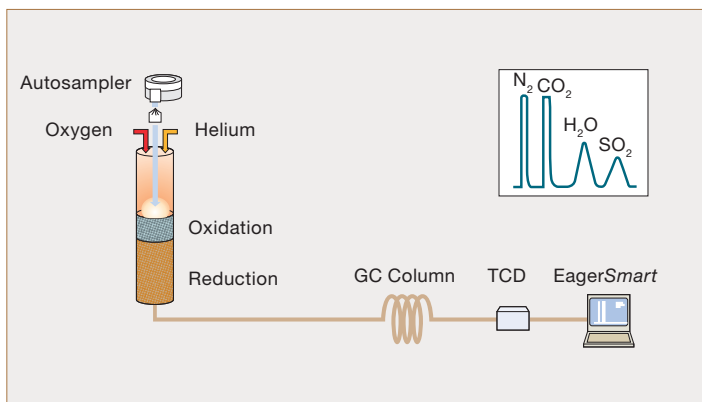 Autosampler
Oxygen
Helium
Oxidation
Reduction
GC Column
TCD
EagerSmart
N₂
CO₂
H₂O
SO₂